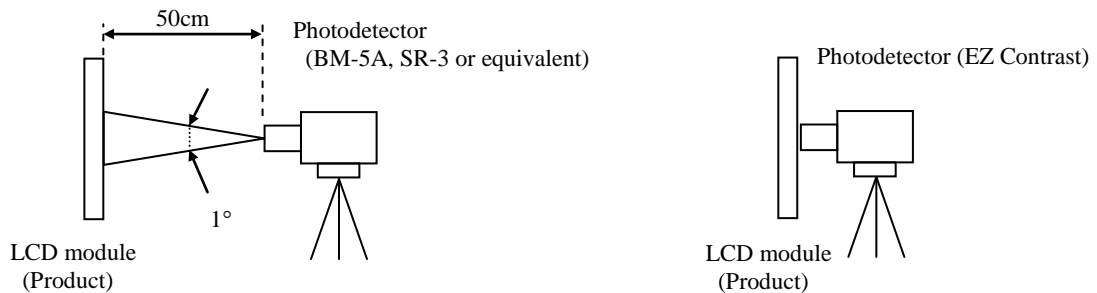 50cm
Photodetector
(BM-5A, SR-3 or equivalent)
1°
LCD module
(Product)
Photodetector (EZ Contrast)
LCD module
(Product)